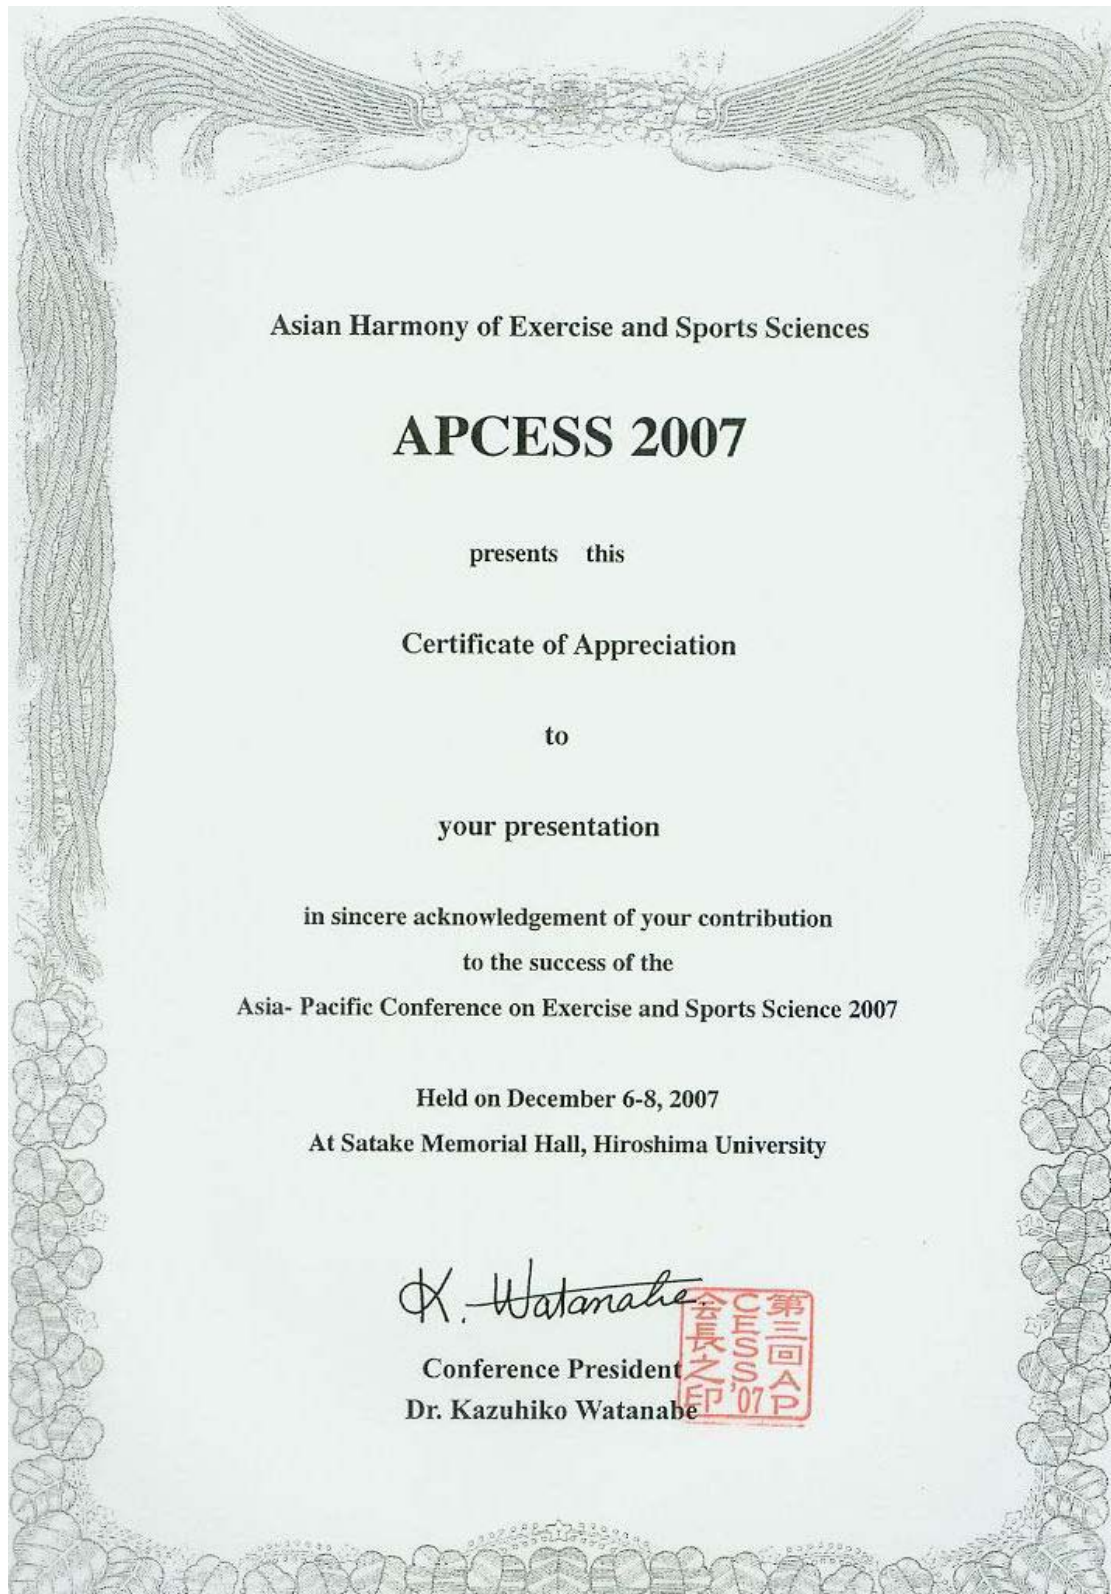 Asian Harmony of Exercise and Sports Sciences
APCESS 2007
presents this
Certificate of Appreciation
to
your presentation
in sincere acknowledgement of your contribution
to the success of the
Asia- Pacific Conference on Exercise and Sports Science 2007
Held on December 6-8, 2007
At Satake Memorial Hall, Hiroshima University
K. Watanabe
Conference President
Dr. Kazuhiko Watanabe
第三回AP
CESS'07
会長之印